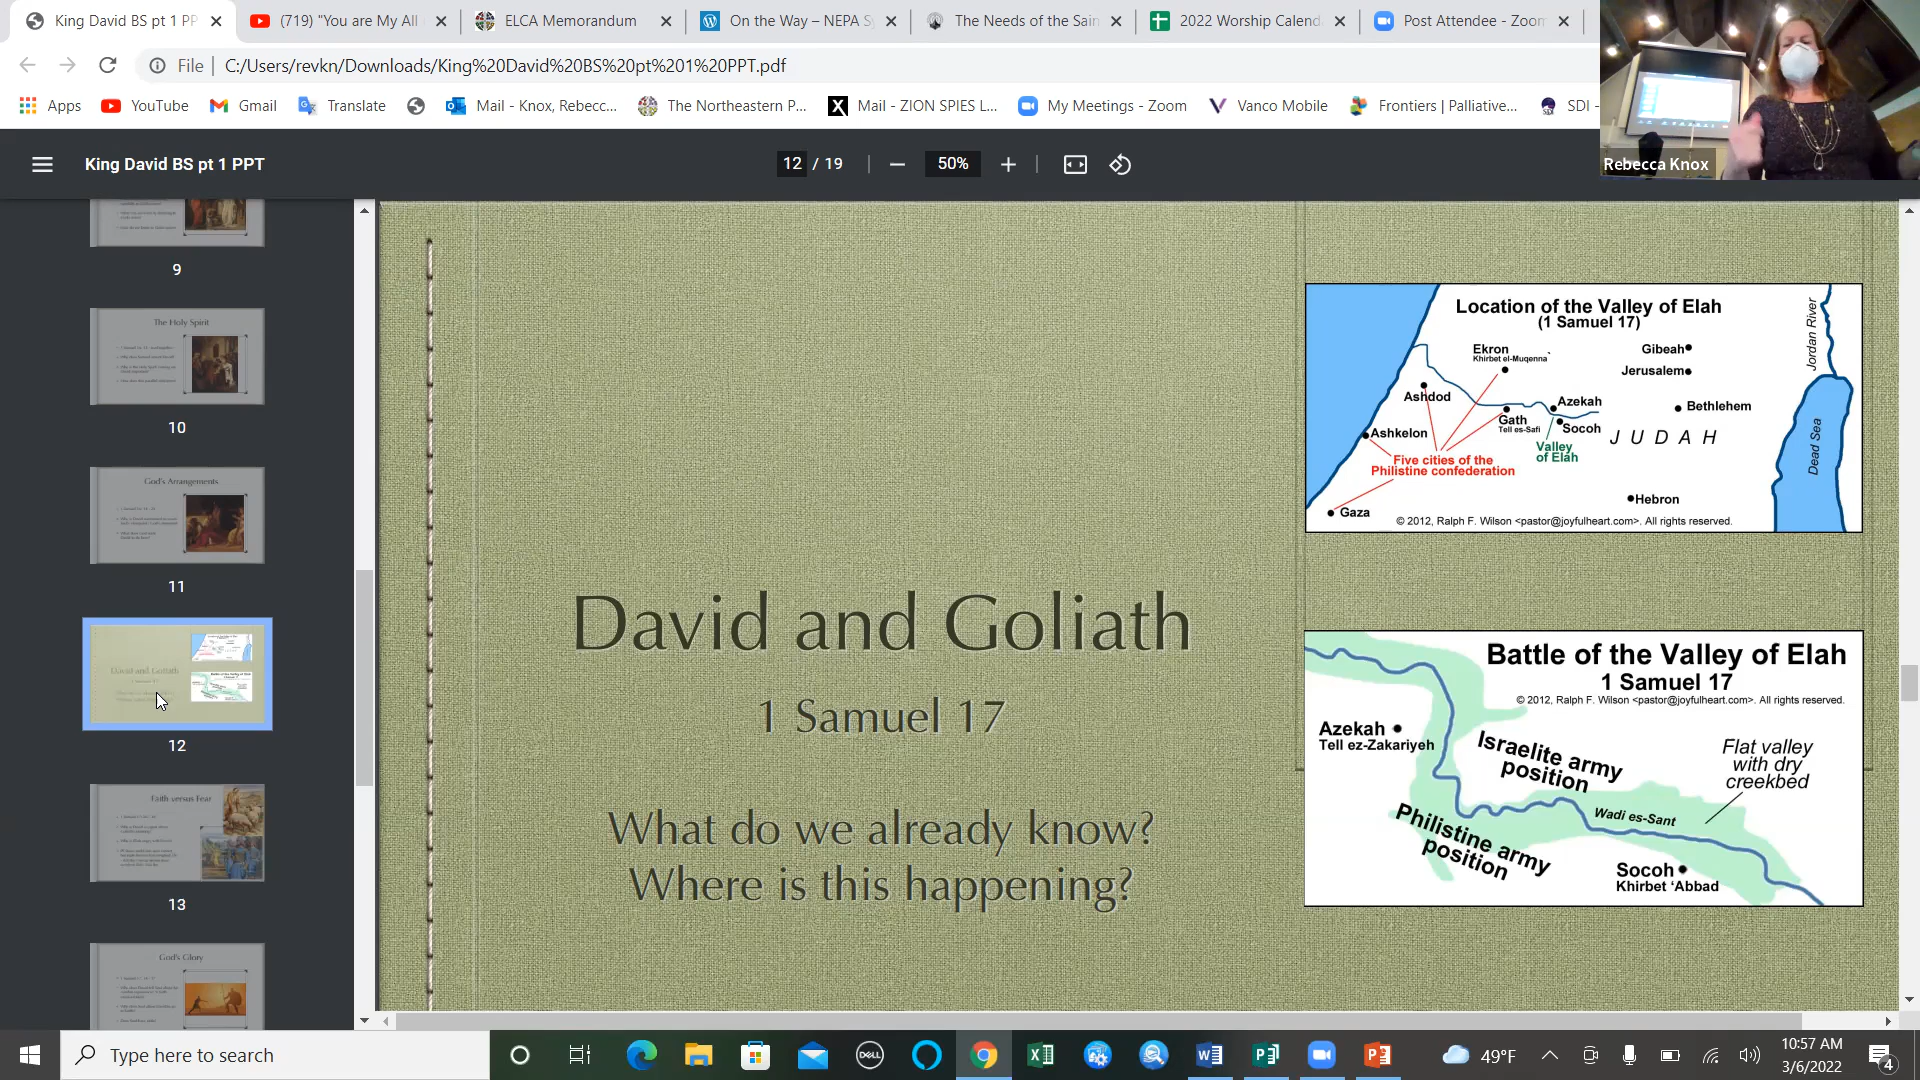 King David BS pt 1 PP
(719) "You are My All
ELCA Memorandum
On the Way – NEPA Sy
The Needs of the Sain
2022 Worship Calend
Post Attendee - Zoom
File
C:/Users/revkn/Downloads/King%20David%20BS%20pt%201%20PPT.pdf
Apps
YouTube
Gmail
Translate
Mail - Knox, Rebecc...
The Northeastern P...
Mail - ZION SPIES L...
My Meetings - Zoom
Vanco Mobile
Frontiers | Palliative...
SDI -
Rebecca Knox
King David BS pt 1 PPT
12 / 19
50%
9
The Holy Spirit
10
God's Arrangements
11
David and Goliath
12
Faith versus Fear
13
God's Glory
David and Goliath
1 Samuel 17
What do we already know?
Where is this happening?
Location of the Valley of Elah
(1 Samuel 17)
Jordan River
Ekron
Khirbet el-Muqenna`
Gibeah
Jerusalem
Ashdod
Azekah
Bethlehem
Gath
Tell es-Safi
Socoh
JUDAH
Ashkelon
Valley
of Elah
Dead Sea
Five cities of the
Philistine confederation
Hebron
Gaza
© 2012, Ralph F. Wilson <pastor@joyfulheart.com>. All rights reserved.
Battle of the Valley of Elah
1 Samuel 17
© 2012, Ralph F. Wilson <pastor@joyfulheart.com>. All rights reserved.
Azekah
Tell ez-Zakariyeh
Israelite army
position
Flat valley
with dry
creekbed
Wadi es-Sant
Philistine army
position
Socoh
Khirbet ‘Abbad
Type here to search
DELL
49°F
10:57 AM
3/6/2022
4